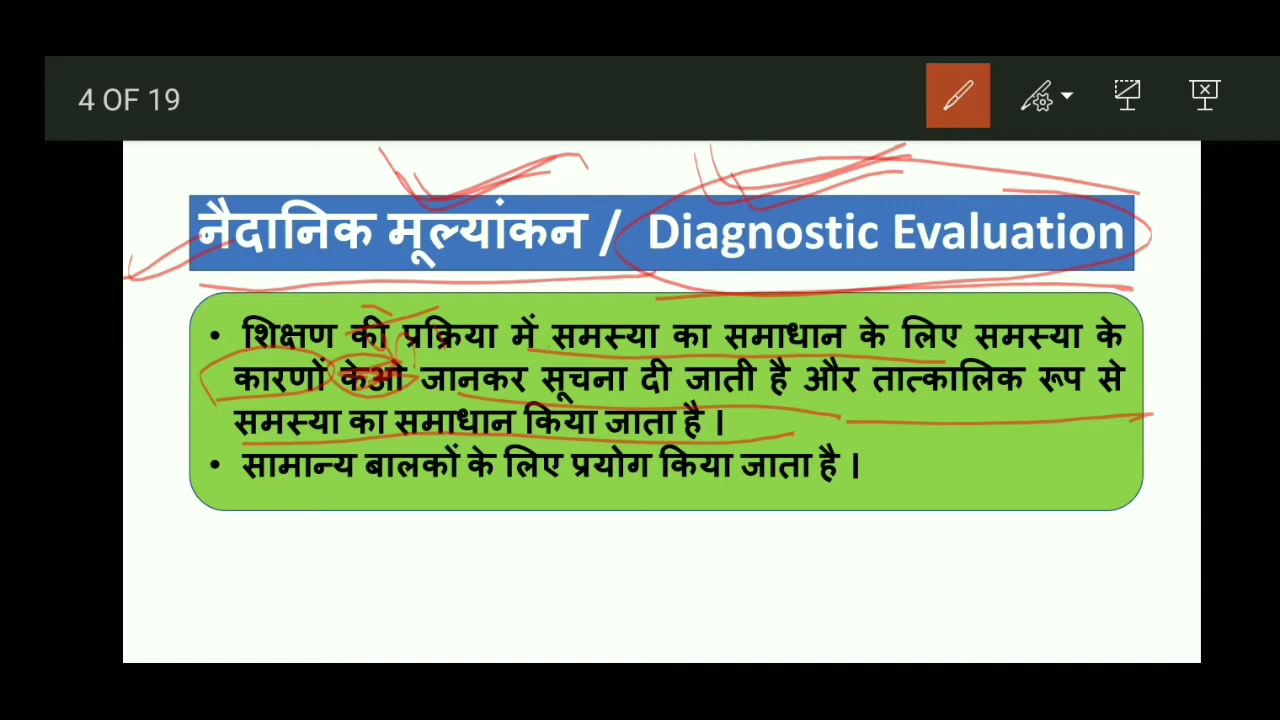 4 OF 19
नैदानिक मूल्यांकन / Diagnostic Evaluation
• शिक्षण की प्रक्रिया में समस्या का समाधान के लिए समस्या के
कारणों केओ जानकर सूचना दी जाती है और तात्कालिक रूप से
समस्या का समाधान किया जाता है ।
• सामान्य बालकों के लिए प्रयोग किया जाता है ।